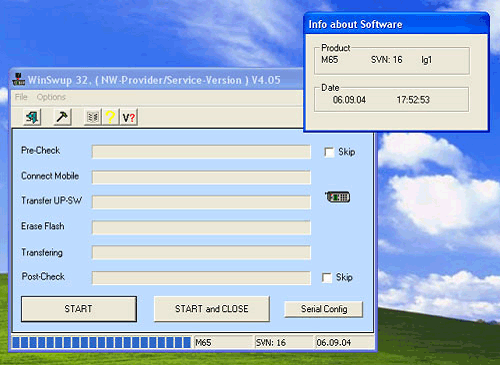 Info about Software
Product
M65 SVN: 16 lg1
Date
06.09.04 17:52:53
WinSwup 32. ( NW-Provider/Service-Version ) V4.05
File Options
? V?
Pre-Check Skip
Connect Mobile
Transfer UP-SW
Erase Flash
Transfering
Post-Check Skip
START START and CLOSE Serial Config
M65 SVN: 16 06.09.04